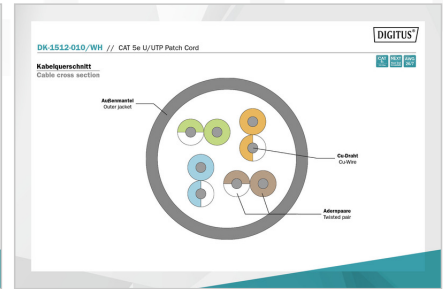 DIGITUS®
DK-1512-010/WH // CAT 5e U/UTP Patch Cord
Kabelquerschnitt
Cable cross section
Außenmantel
Outer jacket
Cu-Draht
Cu-Wire
Adernpaare
Twisted pair